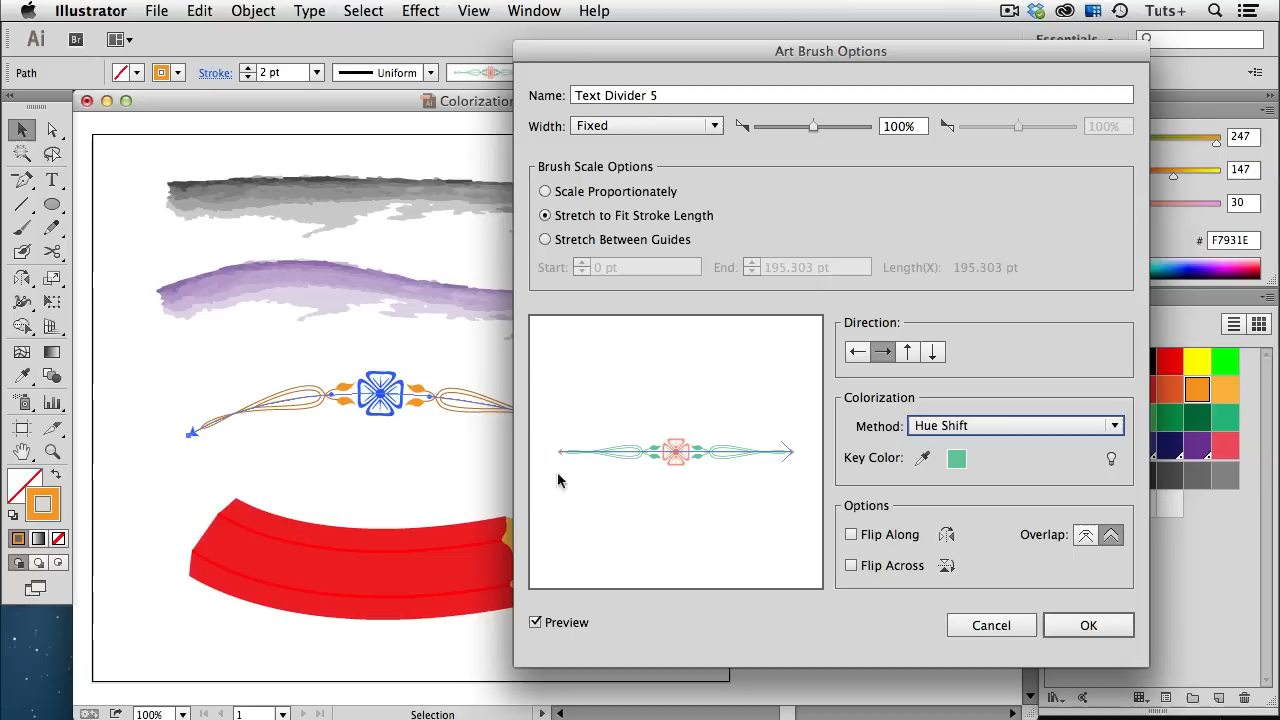 Illustrator File Edit Object Type Select Effect View Window Help Tuts+
Ai Br
Path Stroke: 2 pt Uniform
Colorization
Art Brush Options
Name: Text Divider 5
Width: Fixed 100% 100%
Brush Scale Options
Scale Proportionately
Stretch to Fit Stroke Length
Stretch Between Guides
Start: 0 pt End: 195.303 pt Length(X): 195.303 pt
Direction:
Colorization
Method: Hue Shift
Key Color:
Options
Flip Along Overlap:
Flip Across
Preview
Cancel OK
247
147
30
# F7931E
100% 1 Selection